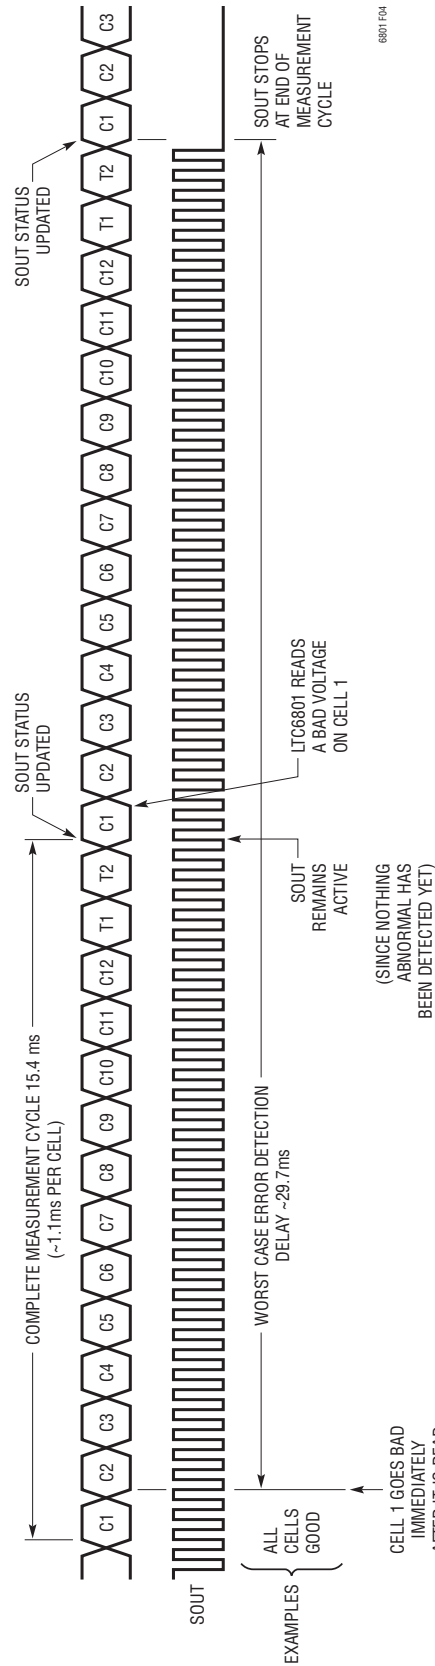 COMPLETE MEASUREMENT CYCLE 15.4 ms
(~1.1ms PER CELL)
SOUT STATUS
UPDATED
SOUT STATUS
UPDATED
C1 C2 C3 C4 C5 C6 C7 C8 C9 C10 C11 C12 T1 T2 C1 C2 C3 C4 C5 C6 C7 C8 C9 C10 C11 C12 T1 T2 C1 C2 C3
SOUT
EXAMPLES
ALL
CELLS
GOOD
WORST CASE ERROR DETECTION
DELAY ~29.7ms
CELL 1 GOES BAD
IMMEDIATELY
SOUT
REMAINS
ACTIVE
(SINCE NOTHING
ABNORMAL HAS
BEEN DETECTED YET)
LTC6801 READS
A BAD VOLTAGE
ON CELL 1
SOUT STOPS
AT END OF
MEASUREMENT
CYCLE
6801 F04